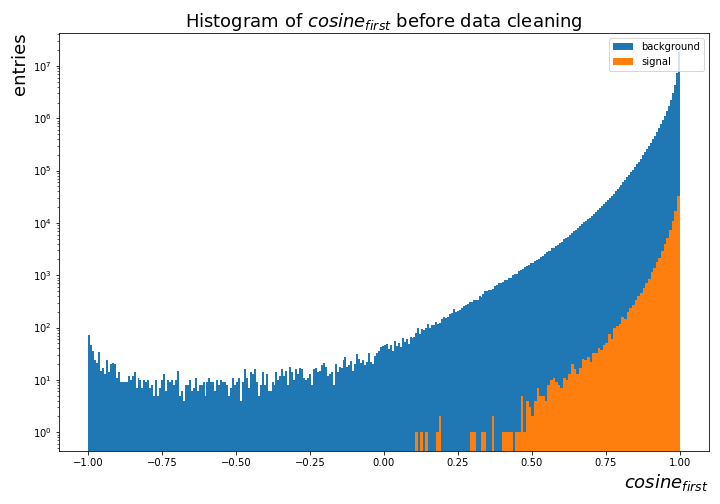 Histogram of cosine_first before data cleaning
entries
background
signal
10^7
10^6
10^5
10^4
10^3
10^2
10^1
10^0
−1.00 −0.75 −0.50 −0.25 0.00 0.25 0.50 0.75 1.00
cosine_first